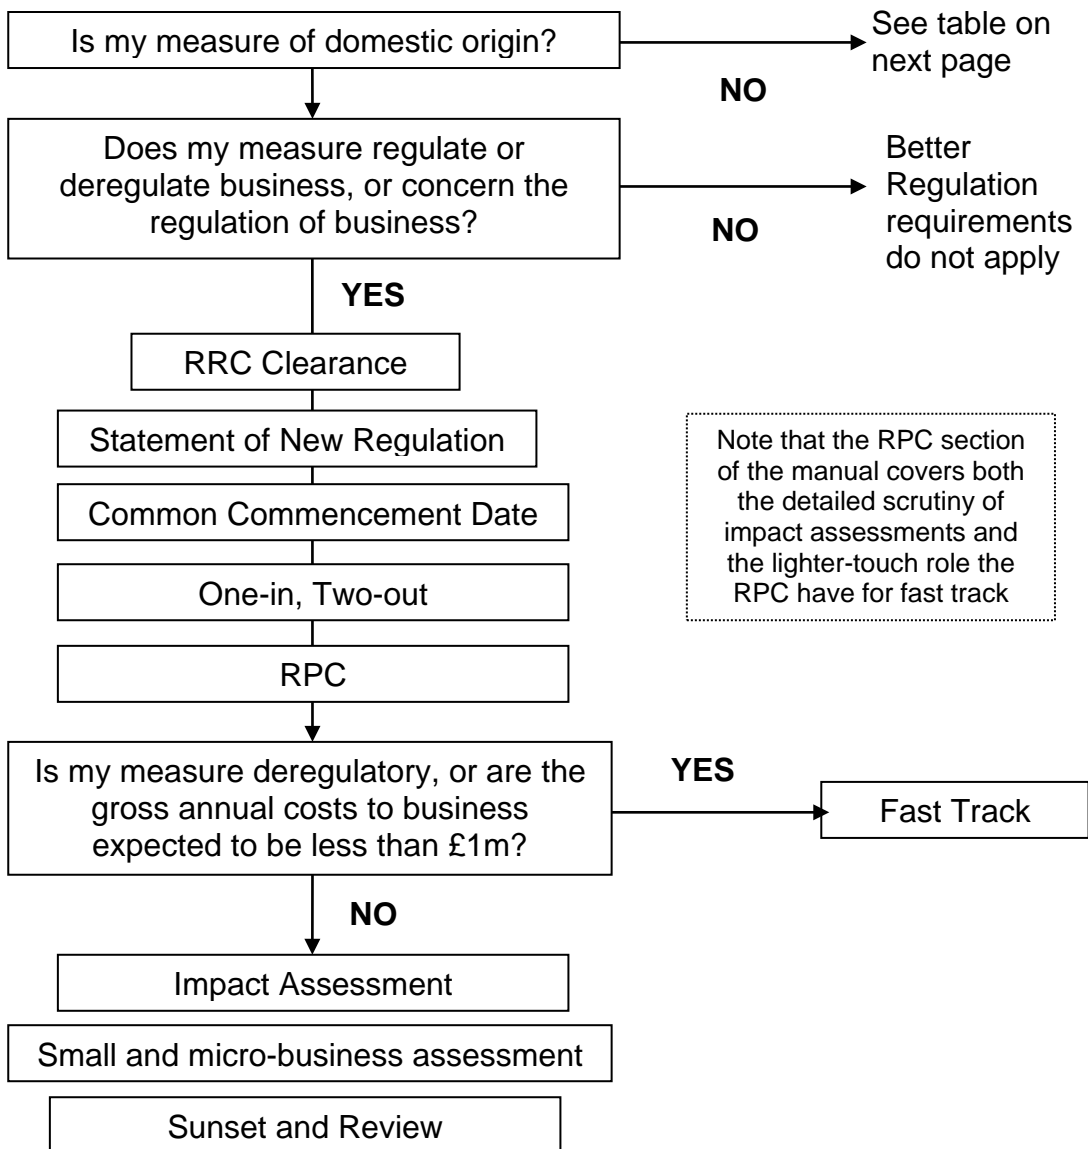 Is my measure of domestic origin?
See table on
next page
NO
Does my measure regulate or
deregulate business, or concern the
regulation of business?
Better
Regulation
requirements
do not apply
NO
YES
RRC Clearance
Statement of New Regulation
Common Commencement Date
One-in, Two-out
RPC
Note that the RPC section
of the manual covers both
the detailed scrutiny of
impact assessments and
the lighter-touch role the
RPC have for fast track
Is my measure deregulatory, or are the
gross annual costs to business
expected to be less than £1m?
YES
Fast Track
NO
Impact Assessment
Small and micro-business assessment
Sunset and Review